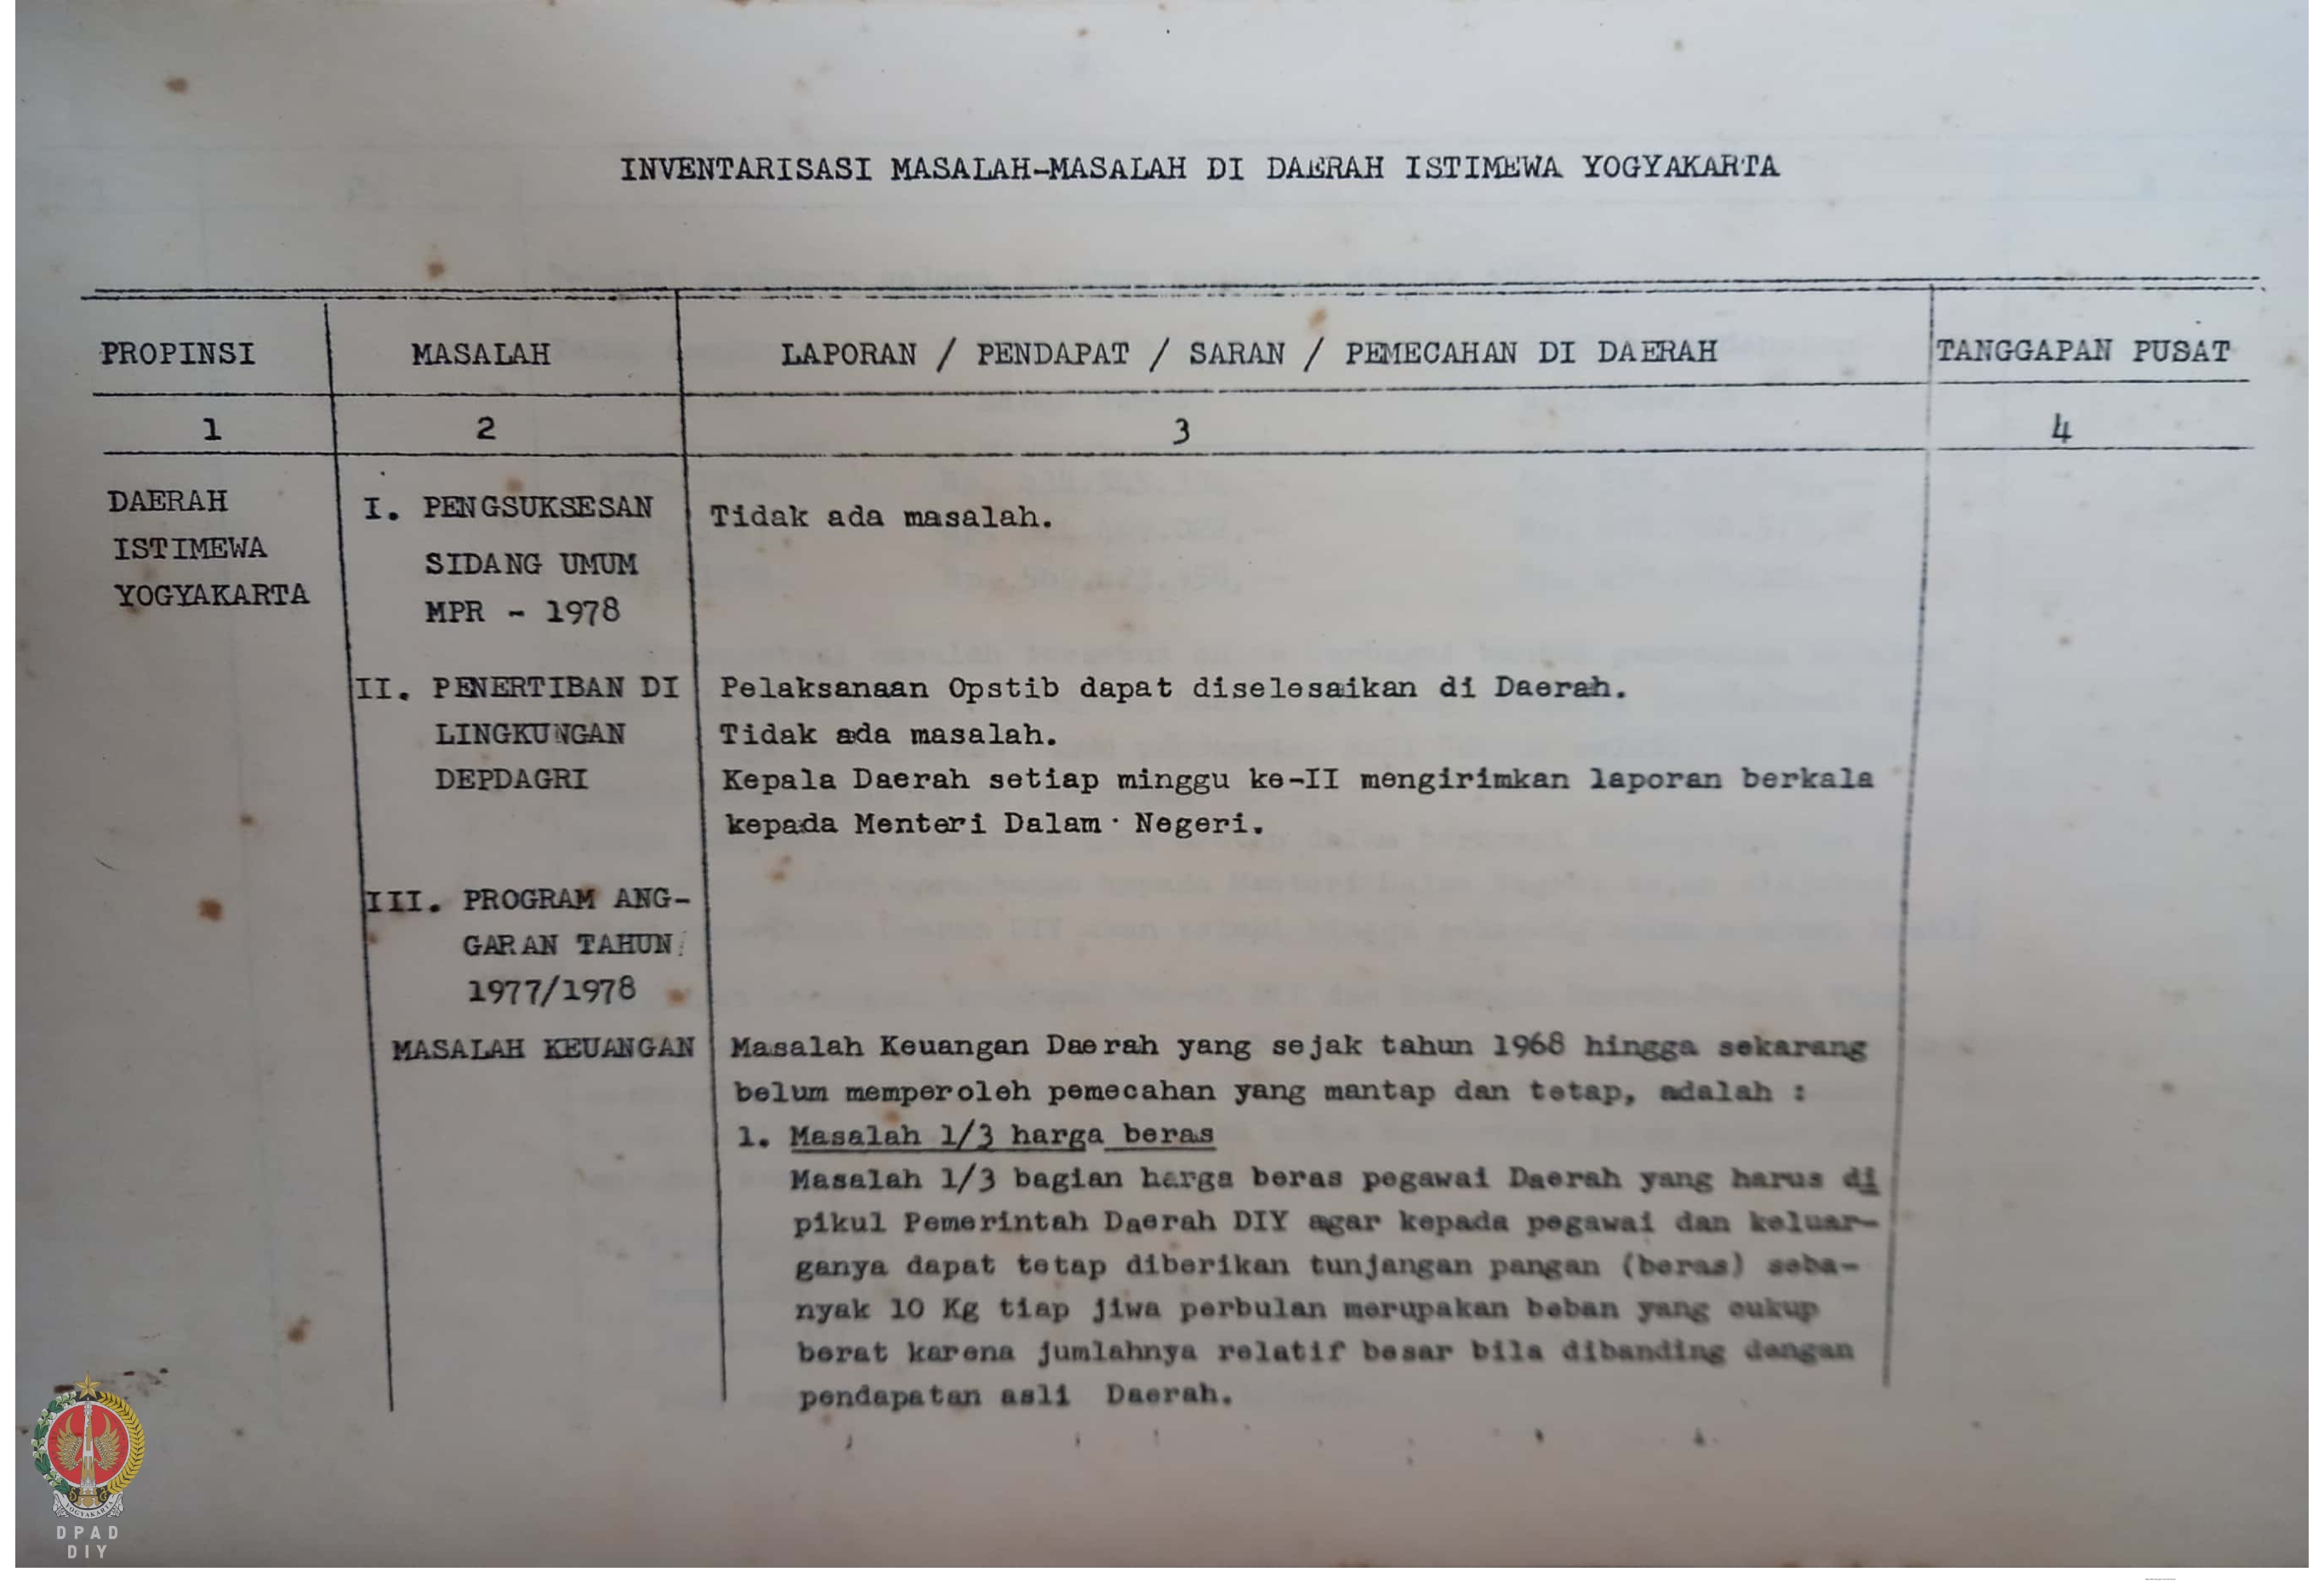 INVENTARISASI MASALAH-MASALAH DI DAERAH ISTIMEWA YOGYAKARTA
PROPINSI
MASALAH
LAPORAN / PENDAPAT / SARAN / PEMECAHAN DI DAERAH
TANGGAPAN PUSAT
1
2
3
4
DAERAH
ISTIMEWA
YOGYAKARTA
I. PENGSUKSESAN
SIDANG UMUM
MPR - 1978
Tidak ada masalah.
II. PENERTIBAN DI
LINGKUNGAN
DEPDAGRI
Pelaksanaan Opstib dapat diselesaikan di Daerah.
Tidak ada masalah.
Kepala Daerah setiap minggu ke-II mengirimkan laporan berkala
kepada Menteri Dalam Negeri.
III. PROGRAM ANG-
GARAN TAHUN
1977/1978
MASALAH KEUANGAN
Masalah Keuangan Daerah yang sejak tahun 1968 hingga sekarang
belum memperoleh pemecahan yang mantap dan tetap, adalah :
1. Masalah 1/3 harga beras
Masalah 1/3 bagian harga beras pegawai Daerah yang harus di
pikul Pemerintah Daerah DIY agar kepada pegawai dan keluar-
ganya dapat tetap diberikan tunjangan pangan (beras) seba-
nyak 10 Kg tiap jiwa perbulan merupakan beban yang cukup
berat karena jumlahnya relatif besar bila dibanding dengan
pendapatan asli Daerah.
YOGYAKARTA
DPAD
DIY